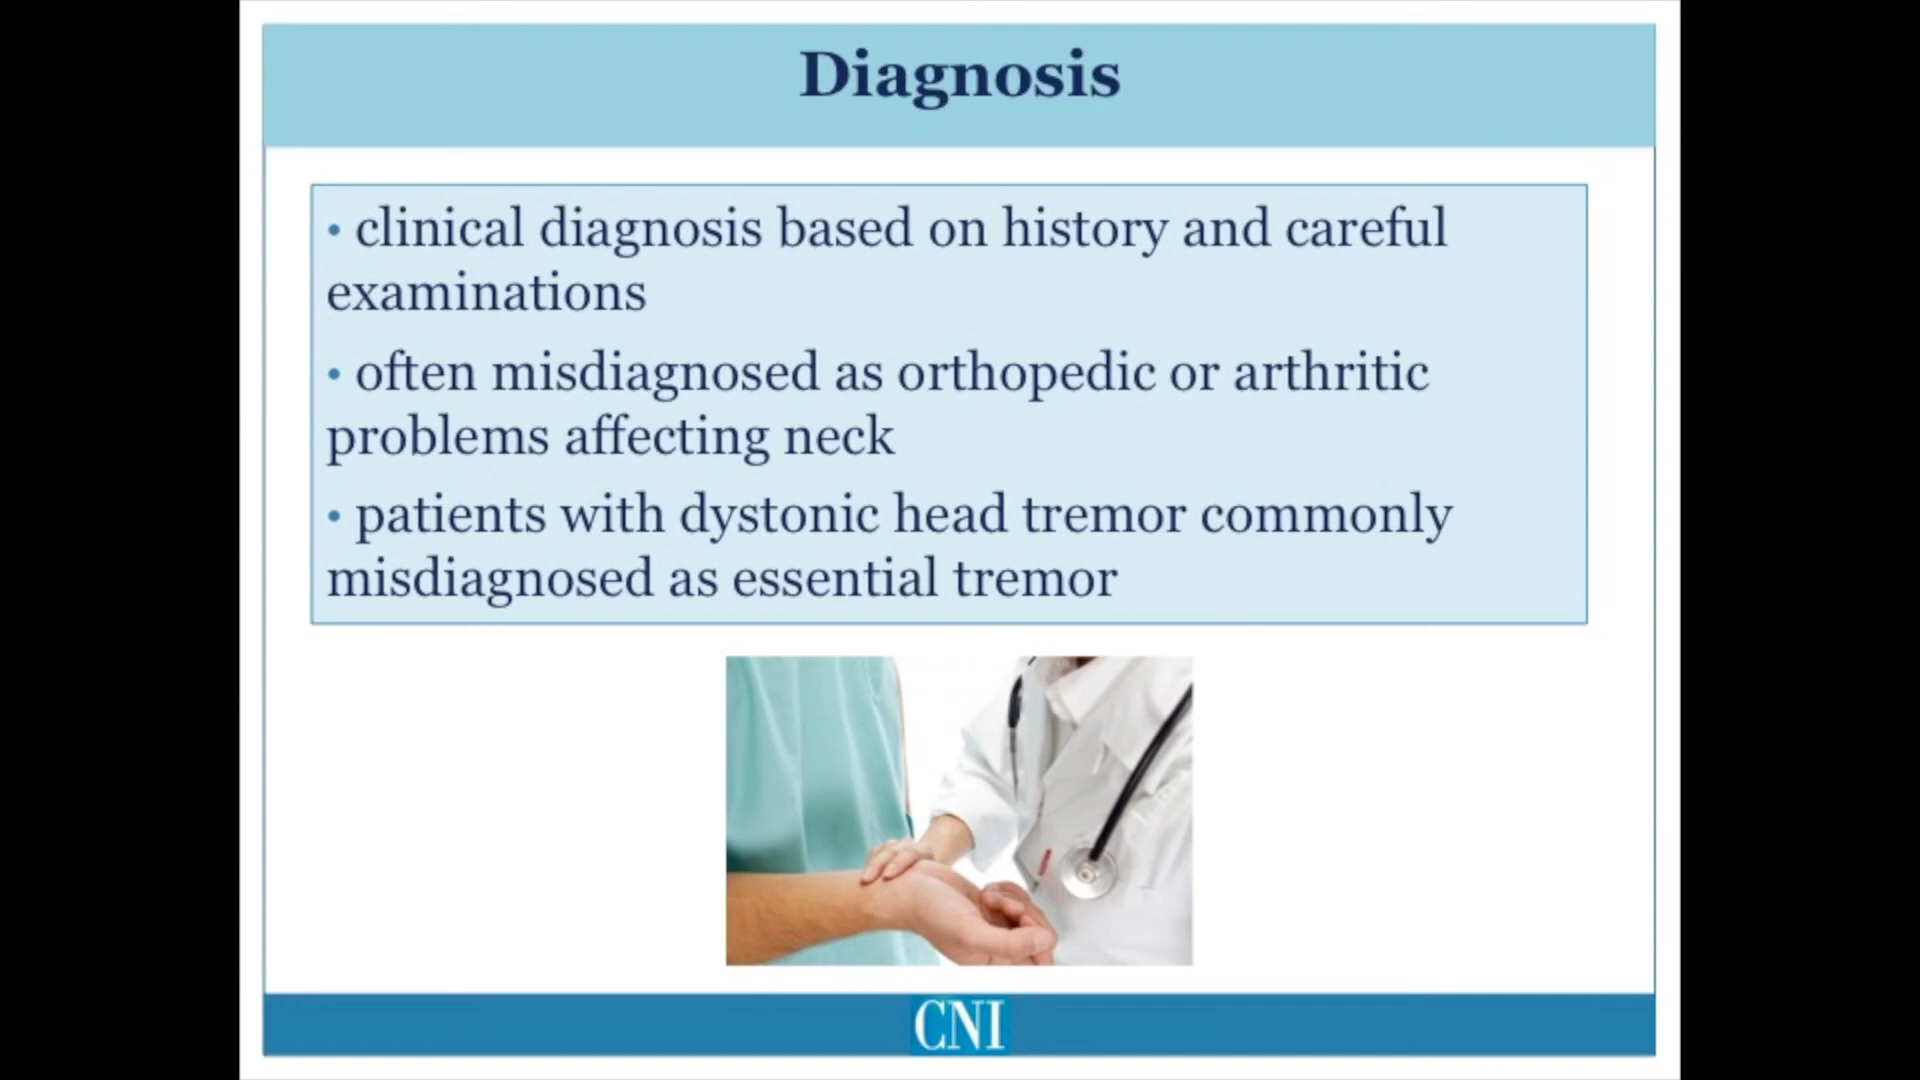 Diagnosis
• clinical diagnosis based on history and careful
examinations
• often misdiagnosed as orthopedic or arthritic
problems affecting neck
• patients with dystonic head tremor commonly
misdiagnosed as essential tremor
CNI